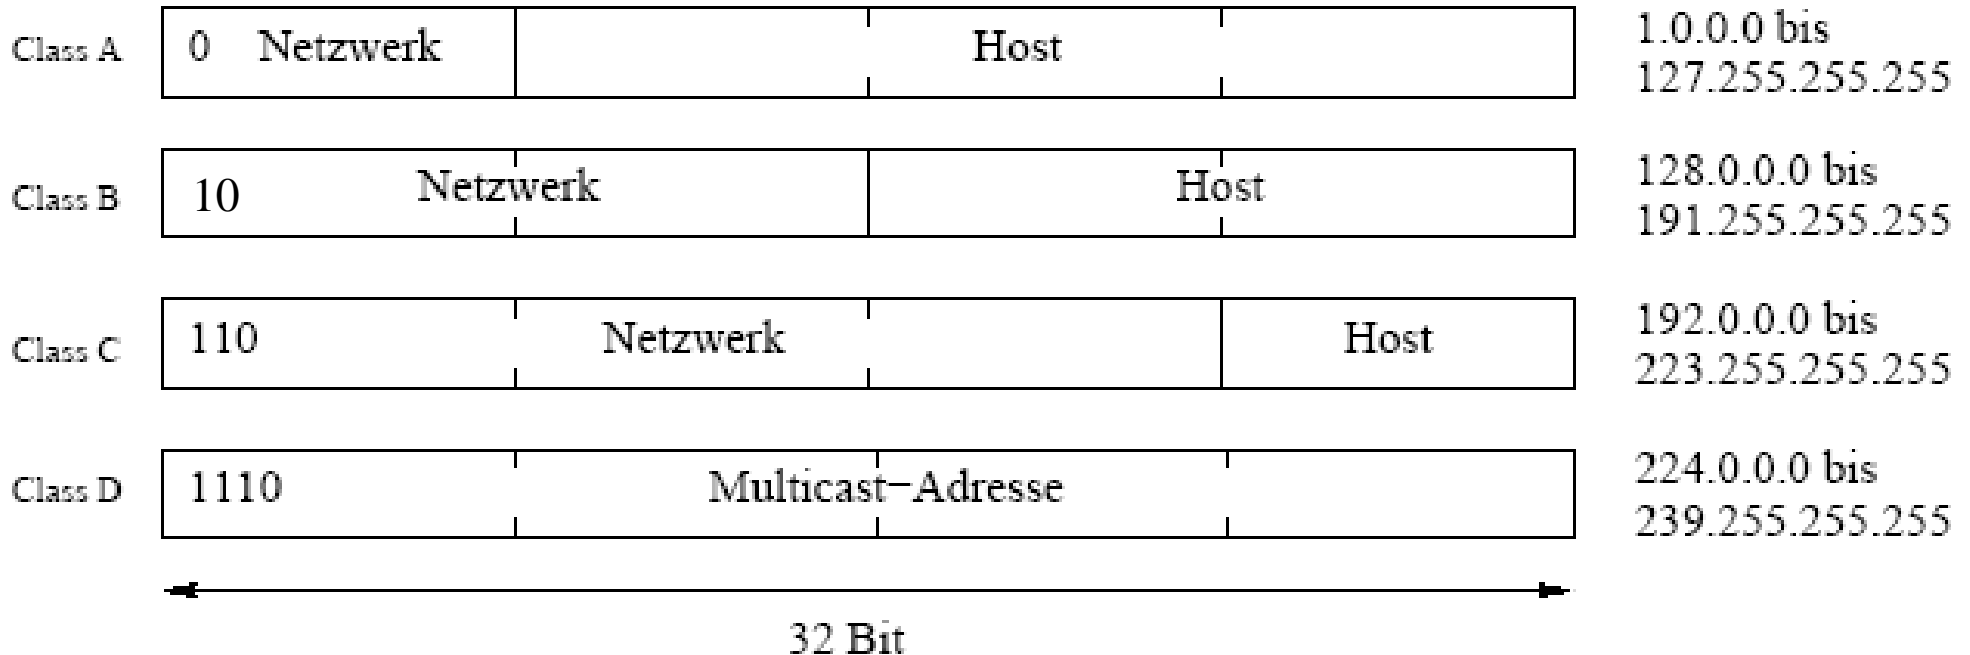 Class A 0 Netzwerk Host 1.0.0.0 bis
127.255.255.255
Class B 10 Netzwerk Host 128.0.0.0 bis
191.255.255.255
Class C 110 Netzwerk Host 192.0.0.0 bis
223.255.255.255
Class D 1110 Multicast-Adresse 224.0.0.0 bis
239.255.255.255
32 Bit